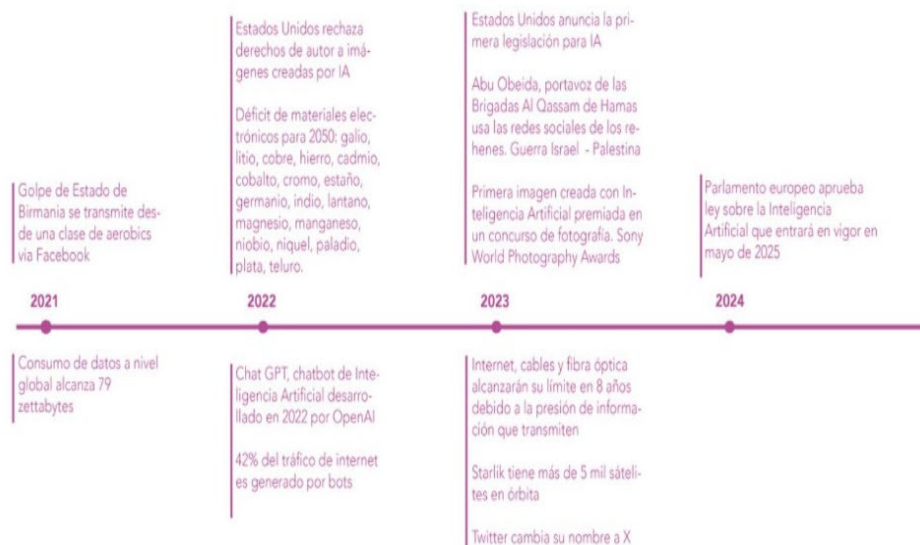 Golpe de Estado de
Birmania se transmite des-
de una clase de aerobics
via Facebook
2021
Consumo de datos a nivel
global alcanza 79
zettabytes
Estados Unidos rechaza
derechos de autor a imá-
genes creadas por IA
Déficit de materiales elec-
trónicos para 2050: galio,
litio, cobre, hierro, cadmio,
cobalto, cromo, estaño,
germanio, indio, lantano,
magnesio, manganeso,
niobio, niquel, paladio,
plata, teluro.
2022
Chat GPT, chatbot de Inte-
ligencia Artificial desarro-
llado en 2022 por OpenAI
42% del tráfico de internet
es generado por bots
Estados Unidos anuncia la pri-
mera legislación para IA
Abu Obeida, portavoz de las
Brigadas Al Qassam de Hamas
usa las redes sociales de los re-
henes. Guerra Israel - Palestina
Primera imagen creada con In-
teligencia Artificial premiada en
un concurso de fotografía. Sony
World Photography Awards
2023
Internet, cables y fibra óptica
alcanzarán su límite en 8 años
debido a la presión de informa-
ción que transmiten
Starlik tiene más de 5 mil sáteli-
tes en órbita
Twitter cambia su nombre a X
Parlamento europeo aprueba
ley sobre la Inteligencia
Artificial que entrará en vigor en
mayo de 2025
2024